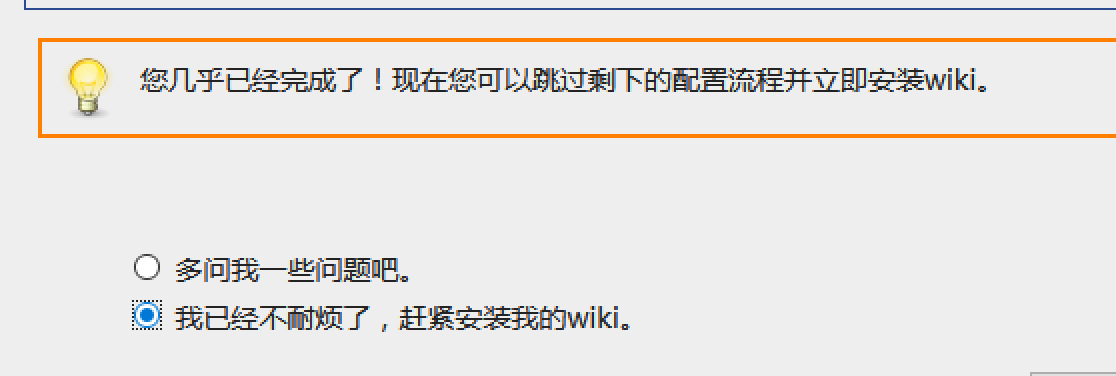 您几乎已经完成了！现在您可以跳过剩下的配置流程并立即安装wiki。
多问我一些问题吧。
我已经不耐烦了，赶紧安装我的wiki。